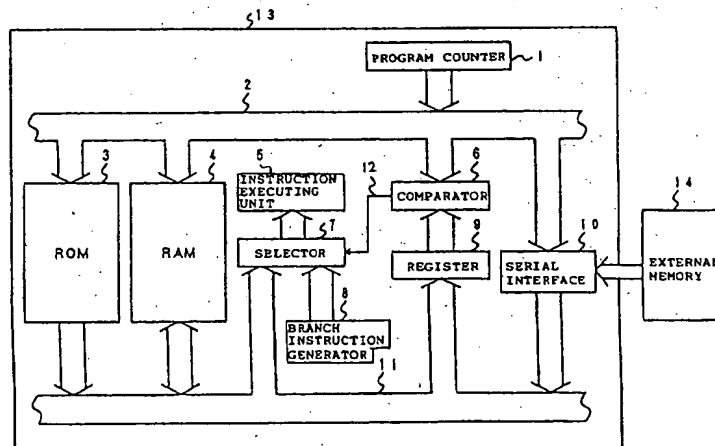 13
PROGRAM COUNTER
1
2
3
4
5
6
INSTRUCTION
EXECUTING
UNIT
12
COMPARATOR
14
7
9
10
ROM
RAM
SELECTOR
REGISTER
SERIAL
INTERFACE
EXTERNAL
MEMORY
8
BRANCH
INSTRUCTION
GENERATOR
11